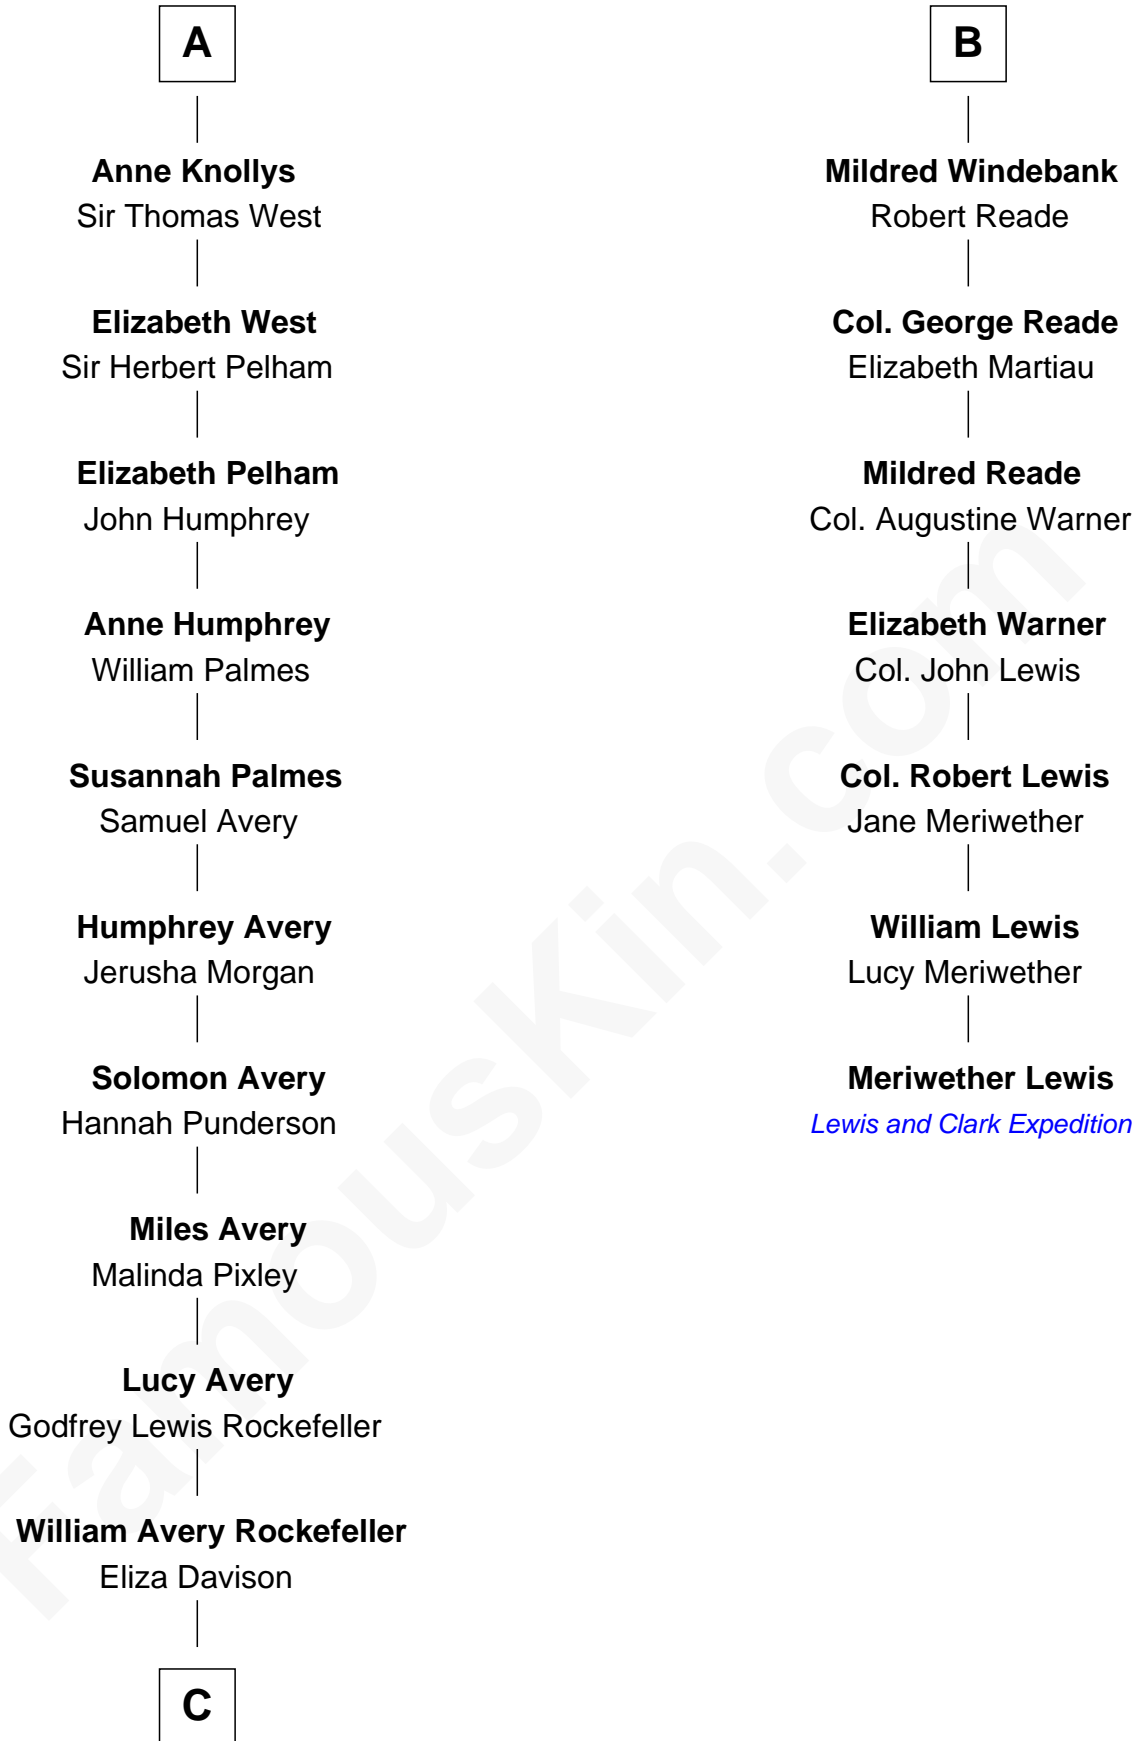 A
Anne Knollys
Sir Thomas West
Elizabeth West
Sir Herbert Pelham
Elizabeth Pelham
John Humphrey
Anne Humphrey
William Palmes
Susannah Palmes
Samuel Avery
Humphrey Avery
Jerusha Morgan
Solomon Avery
Hannah Punderson
Miles Avery
Malinda Pixley
Lucy Avery
Godfrey Lewis Rockefeller
William Avery Rockefeller
Eliza Davison
C
B
Mildred Windebank
Robert Reade
Col. George Reade
Elizabeth Martiau
Mildred Reade
Col. Augustine Warner
Elizabeth Warner
Col. John Lewis
Col. Robert Lewis
Jane Meriwether
William Lewis
Lucy Meriwether
Meriwether Lewis
Lewis and Clark Expedition
FamousKin.com